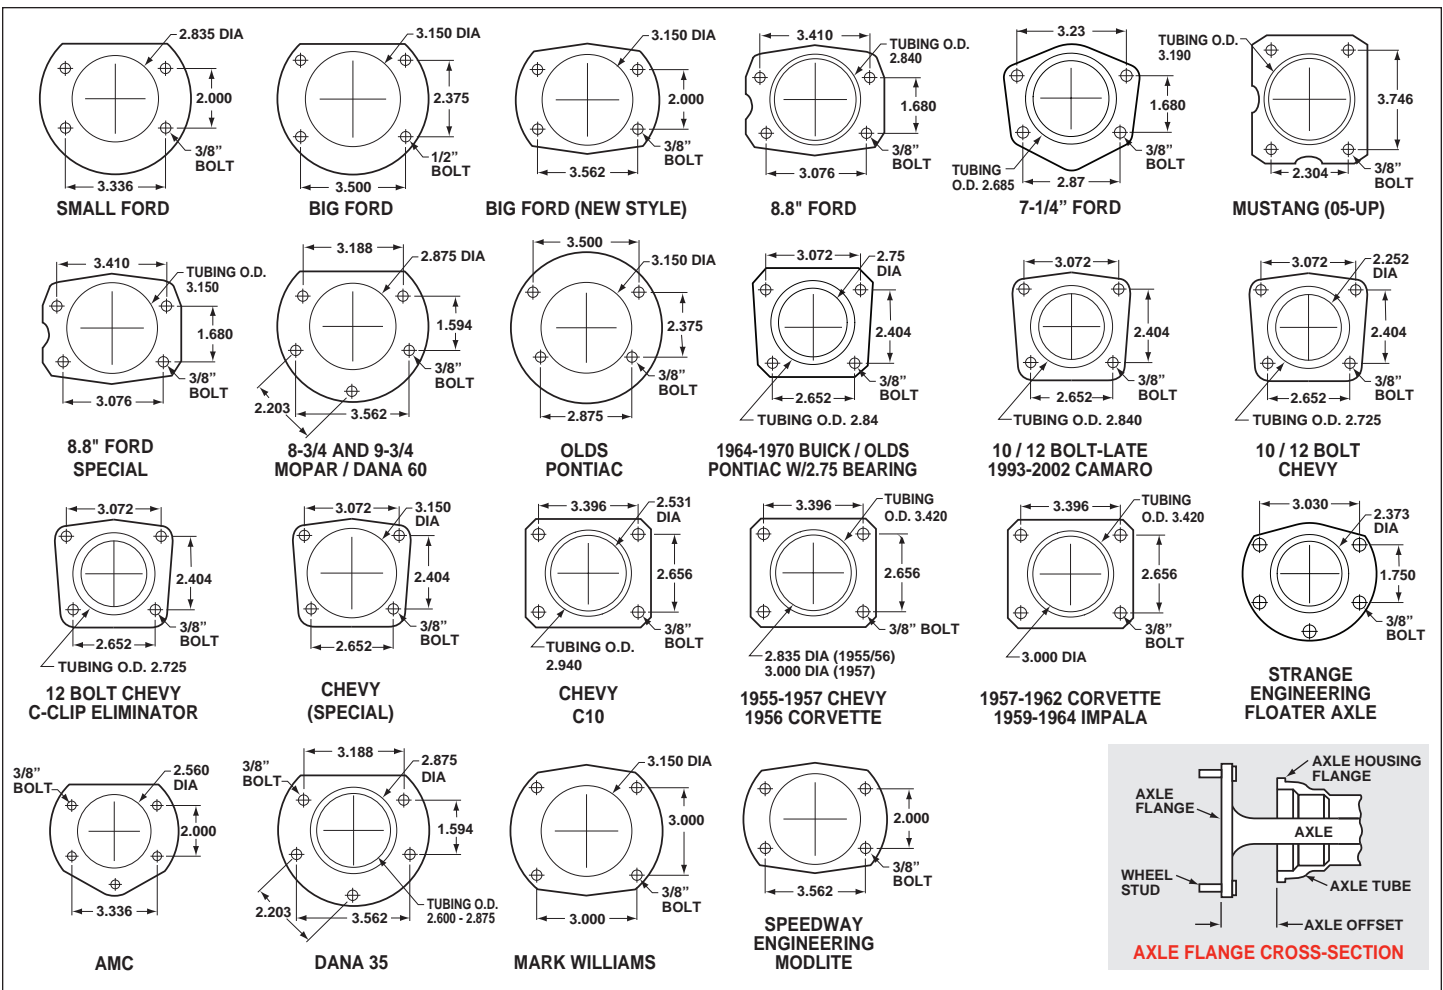 2.835 DIA
2.000
3/8”
BOLT
3.336
SMALL FORD
3.150 DIA
2.375
1/2”
BOLT
3.500
BIG FORD
3.150 DIA
2.000
3/8”
BOLT
3.562
BIG FORD (NEW STYLE)
3.410
TUBING O.D.
2.840
1.680
3/8”
BOLT
3.076
8.8" FORD
3.23
1.680
3/8”
BOLT
TUBING
O.D. 2.685
2.87
7-1/4” FORD
TUBING O.D.
3.190
3.746
3/8”
BOLT
2.304
MUSTANG (05-UP)
3.410
TUBING O.D.
3.150
1.680
3/8”
BOLT
3.076
8.8" FORD
SPECIAL
3.188
2.875 DIA
1.594
3/8”
BOLT
2.203
3.562
8-3/4 AND 9-3/4
MOPAR / DANA 60
3.500
3.150 DIA
2.375
3/8”
BOLT
2.875
OLDS
PONTIAC
3.072
2.75
DIA
2.404
3/8”
BOLT
2.652
TUBING O.D. 2.84
1964-1970 BUICK / OLDS
PONTIAC W/2.75 BEARING
3.072
2.404
3/8”
BOLT
2.652
TUBING O.D. 2.840
10 / 12 BOLT-LATE
1993-2002 CAMARO
3.072
2.252
DIA
2.404
3/8”
BOLT
2.652
TUBING O.D. 2.725
10 / 12 BOLT
CHEVY
3.072
2.404
3/8”
BOLT
2.652
TUBING O.D. 2.725
12 BOLT CHEVY
C-CLIP ELIMINATOR
3.072
3.150
DIA
2.404
3/8”
BOLT
2.652
CHEVY
(SPECIAL)
3.396
2.531
DIA
2.656
3/8”
BOLT
TUBING O.D.
2.940
CHEVY
C10
3.396
TUBING
O.D. 3.420
2.656
3/8” BOLT
2.835 DIA (1955/56)
3.000 DIA (1957)
1955-1957 CHEVY
1956 CORVETTE
3.396
TUBING
O.D. 3.420
2.656
3/8”
BOLT
3.000 DIA
1957-1962 CORVETTE
1959-1964 IMPALA
3.030
2.373
DIA
1.750
3/8”
BOLT
STRANGE
ENGINEERING
FLOATER AXLE
3/8”
BOLT
2.560
DIA
2.000
3.336
AMC
3/8”
BOLT
3.188
2.875
DIA
1.594
2.203
3.562
TUBING O.D.
2.600 - 2.875
DANA 35
3.150 DIA
3.000
3/8”
BOLT
3.000
MARK WILLIAMS
2.000
3/8”
BOLT
3.562
SPEEDWAY
ENGINEERING
MODLITE
AXLE HOUSING
FLANGE
AXLE
FLANGE
AXLE
WHEEL
STUD
AXLE TUBE
AXLE OFFSET
AXLE FLANGE CROSS-SECTION